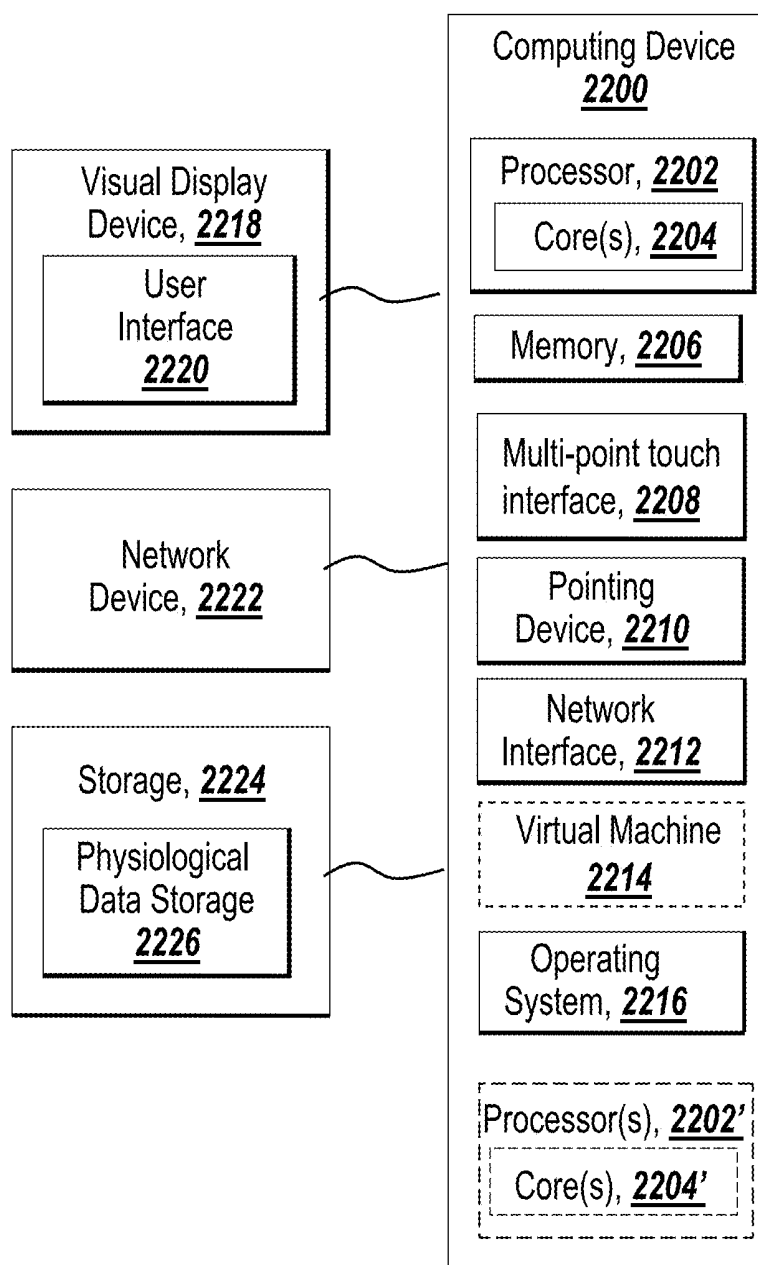 Computing Device
2200
Processor, 2202
Core(s), 2204
Memory, 2206
Multi-point touch
interface, 2208
Pointing
Device, 2210
Network
Interface, 2212
Virtual Machine
2214
Operating
System, 2216
Processor(s), 2202’
Core(s), 2204’
Visual Display
Device, 2218
User
Interface
2220
Network
Device, 2222
Storage, 2224
Physiological
Data Storage
2226